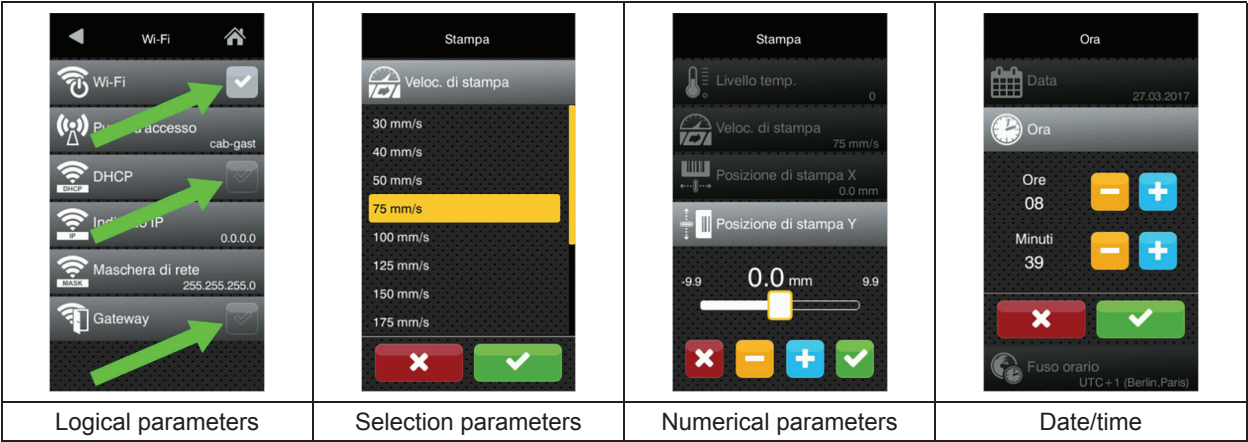 Wi-Fi
Wi-Fi
accesso
cab-gast
DHCP
DHCP
IP
IP
0.0.0.0
Maschera di rete
MASK
255.255.255.0
Gateway
Logical parameters
Stampa
Veloc. di stampa
30 mm/s
40 mm/s
50 mm/s
75 mm/s
100 mm/s
125 mm/s
150 mm/s
175 mm/s
Selection parameters
Stampa
Livello temp.
0
Veloc. di stampa
75 mm/s
Posizione di stampa X
0.0 mm
Posizione di stampa Y
-9.9 0.0 mm 9.9
Numerical parameters
Ora
Data
27.03.2017
Ora
Ore
08
Minuti
39
Fuso orario
UTC+1 (Berlin,Paris)
Date/time